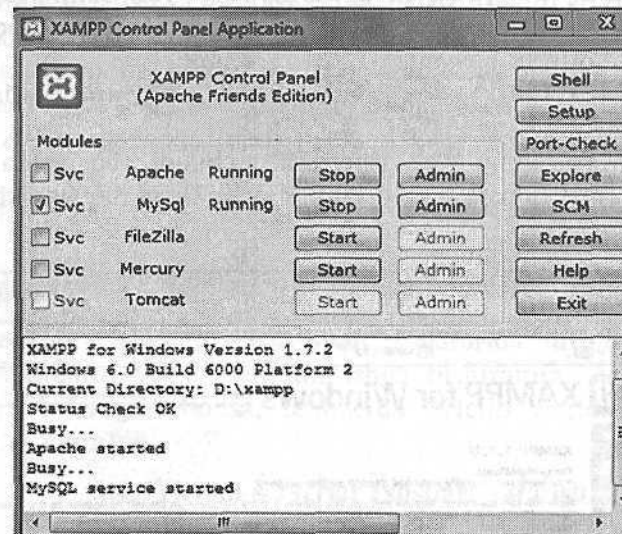 XAMPP Control Panel Application
XAMPP Control Panel
(Apache Friends Edition)
Shell
Setup
Modules
Port-Check
Svc Apache Running Stop Admin Explore
Svc MySql Running Stop Admin SCM
Svc FileZilla Start Admin Refresh
Svc Mercury Start Admin Help
Svc Tomcat Start Admin Exit
XAMPP for Windows Version 1.7.2
Windows 6.0 Build 6000 Platform 2
Current Directory: D:\xampp
Status Check OK
Busy...
Apache started
Busy...
MySQL service started
XAMPP for Windows